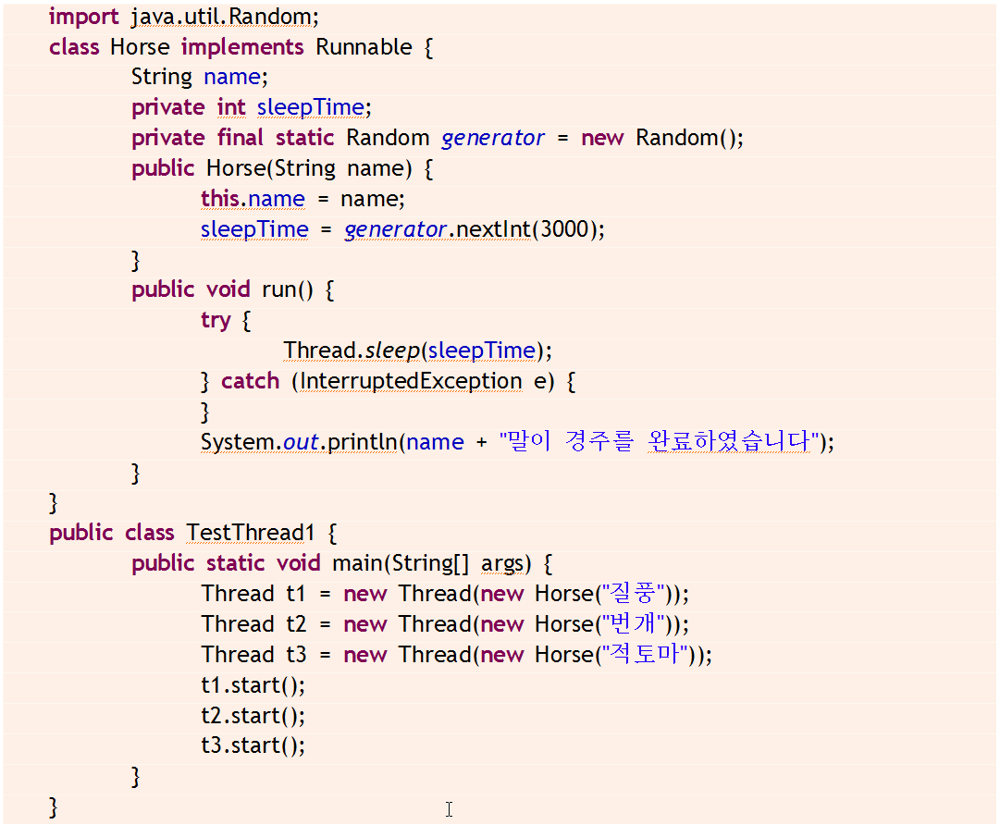 import java.util.Random;
class Horse implements Runnable {
String name;
private int sleepTime;
private final static Random generator = new Random();
public Horse(String name) {
this.name = name;
sleepTime = generator.nextInt(3000);
}
public void run() {
try {
Thread.sleep(sleepTime);
} catch (InterruptedException e) {
}
System.out.println(name + "말이 경주를 완료하였습니다");
}
}
public class TestThread1 {
public static void main(String[] args) {
Thread t1 = new Thread(new Horse("질풍"));
Thread t2 = new Thread(new Horse("번개"));
Thread t3 = new Thread(new Horse("적토마"));
t1.start();
t2.start();
t3.start();
}
}